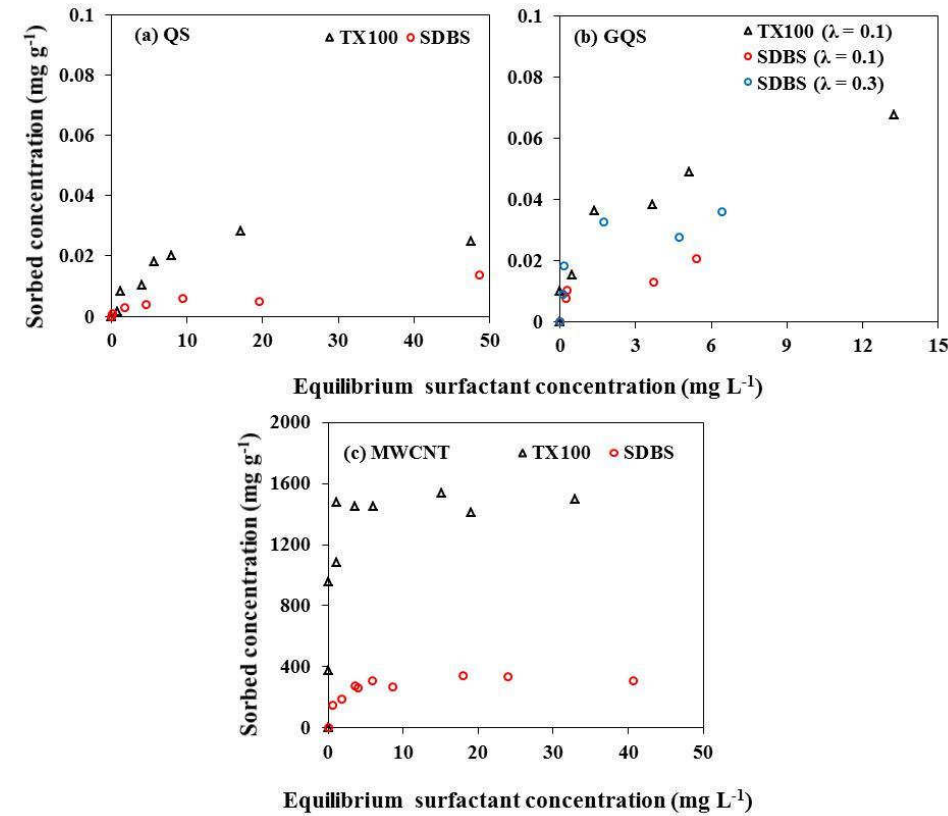 (a) QS
△ TX100 ○ SDBS
0.1
0.08
0.06
0.04
0.02
0
0 10 20 30 40 50
Sorbed concentration (mg g⁻¹)
(b) GQS
△ TX100 (λ = 0.1)
○ SDBS (λ = 0.1)
○ SDBS (λ = 0.3)
0.1
0.08
0.06
0.04
0.02
0
0 3 6 9 12 15
Equilibrium surfactant concentration (mg L⁻¹)
(c) MWCNT
△ TX100 ○ SDBS
2000
1600
1200
800
400
0
0 10 20 30 40 50
Sorbed concentration (mg g⁻¹)
Equilibrium surfactant concentration (mg L⁻¹)